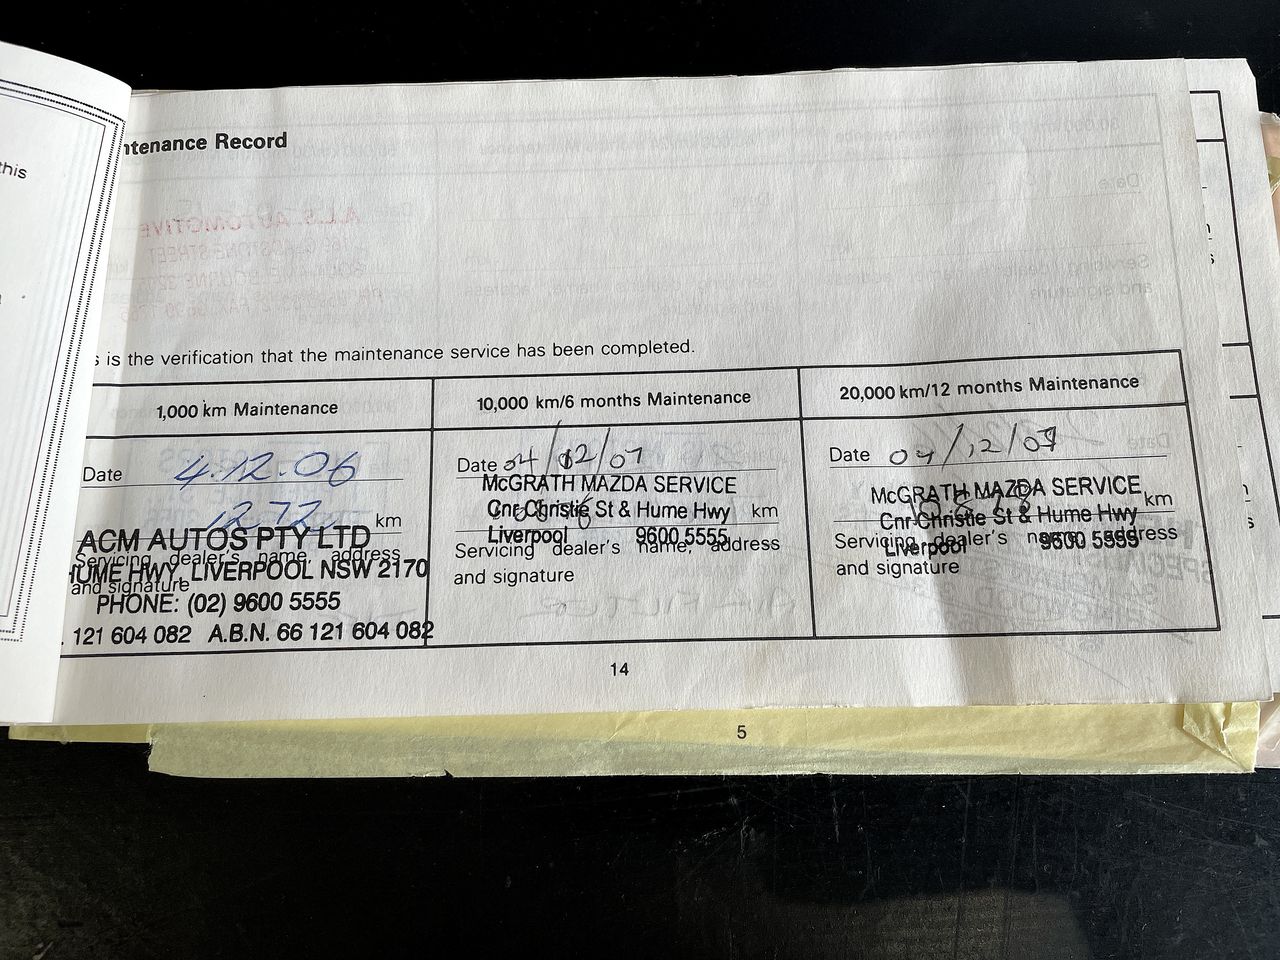 this
ntenance Record
s is the verification that the maintenance service has been completed.
1,000 km Maintenance
Date 4.12.06
1272 km
ACM AUTOS PTY LTD
Servicing dealer's name, address
HUME HWY, LIVERPOOL NSW 2170
and signature
PHONE: (02) 9600 5555
. 121 604 082 A.B.N. 66 121 604 082
10,000 km/6 months Maintenance
Date 04/12/07
McGRATH MAZDA SERVICE
Cnr Christie St & Hume Hwy km
Liverpool 9600 5555
Servicing dealer's name, address
and signature
20,000 km/12 months Maintenance
Date 04/12/09
McGRATH MAZDA SERVICE
km
Cnr Christie St & Hume Hwy
Servicing dealer's name, address
Liverpool 9600 5555
and signature
14
5